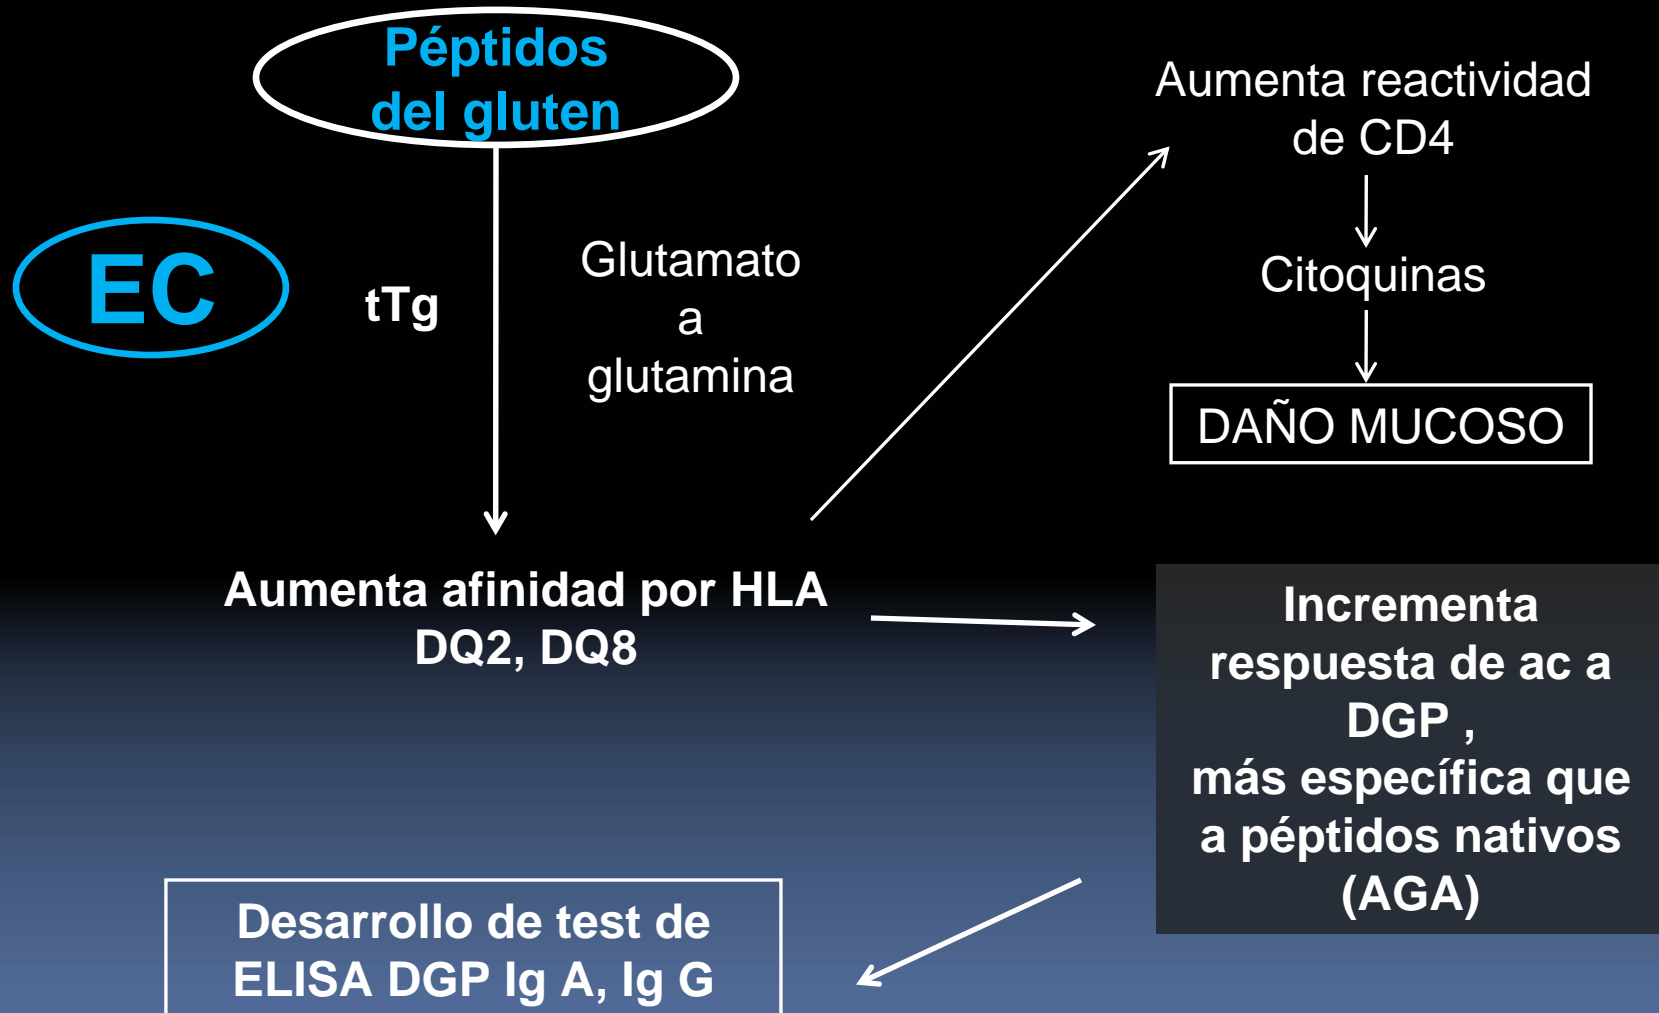 Péptidos
del gluten
EC
tTg
Glutamato
a
glutamina
Aumenta afinidad por HLA
DQ2, DQ8
Aumenta reactividad
de CD4
Citoquinas
DAÑO MUCOSO
Incrementa
respuesta de ac a
DGP ,
más específica que
a péptidos nativos
(AGA)
Desarrollo de test de
ELISA DGP Ig A, Ig G